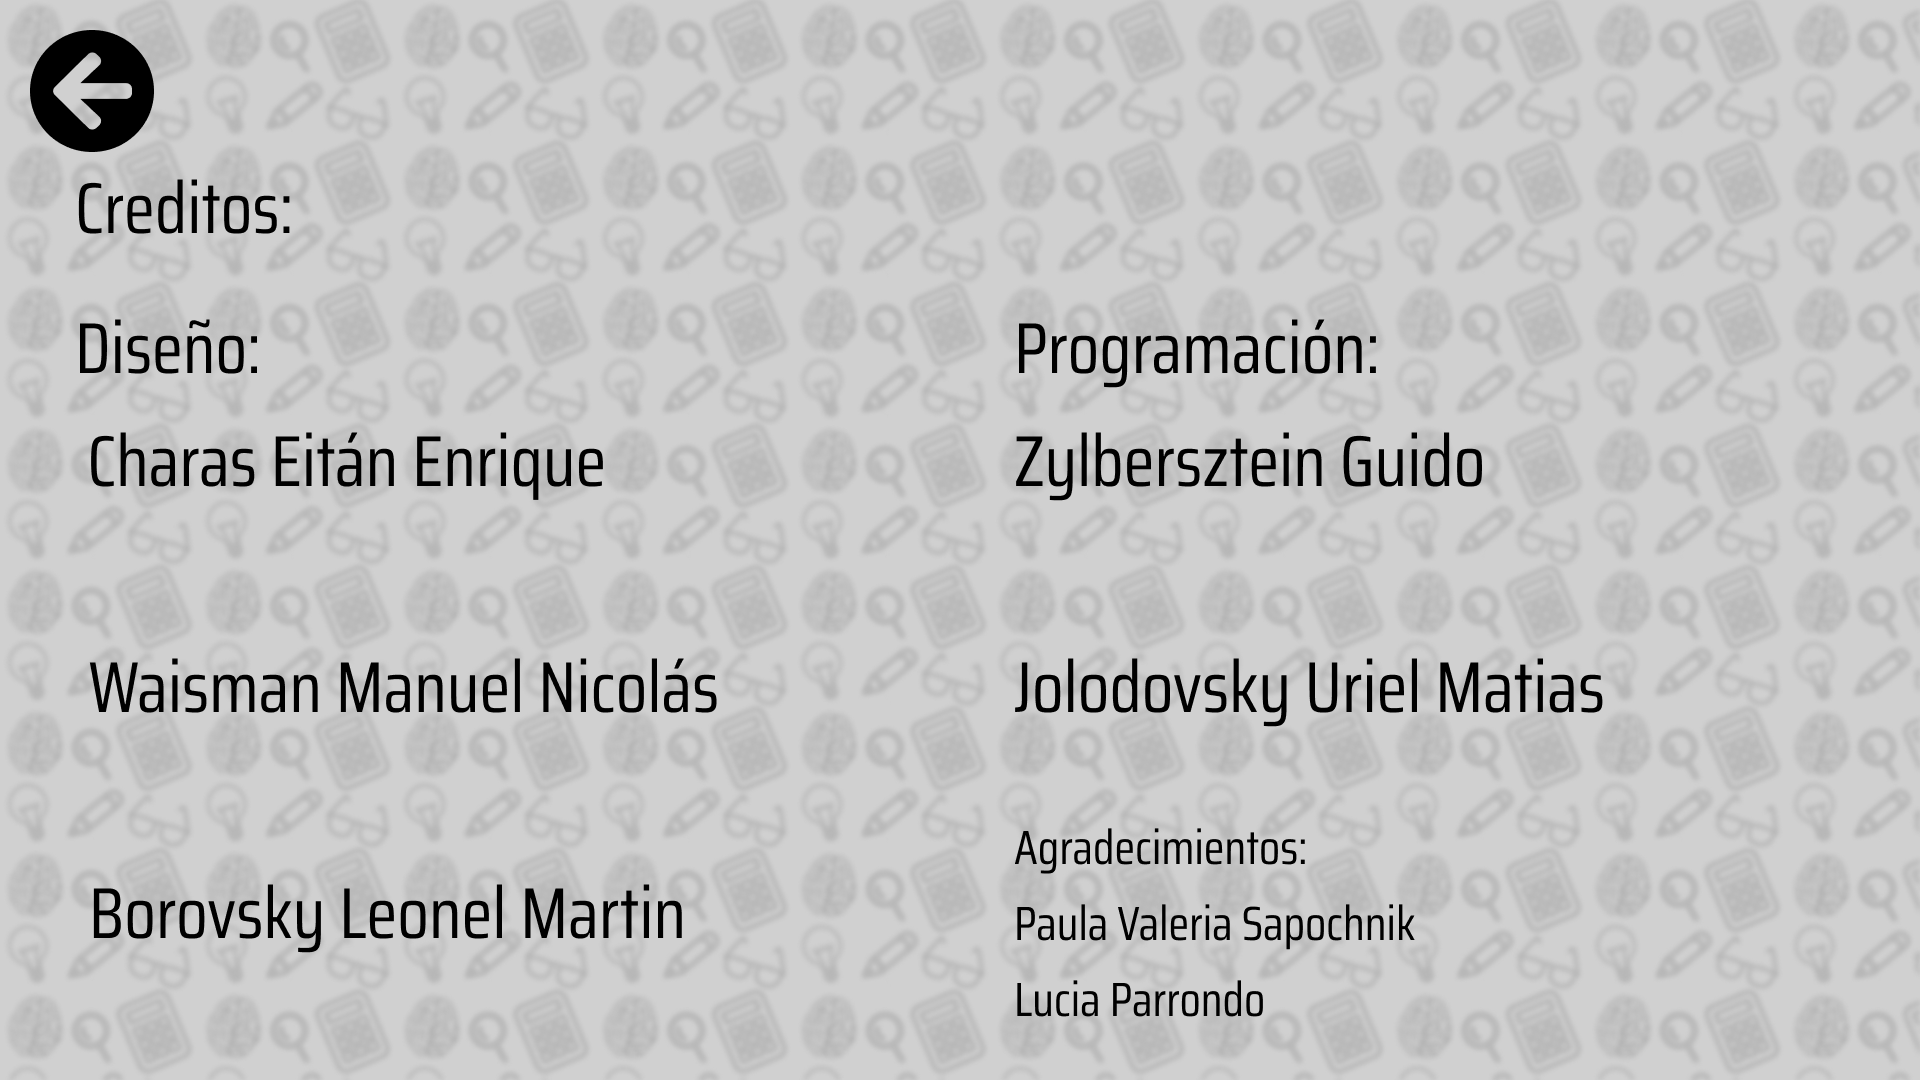 Creditos:
Diseño:
Charas Eitán Enrique
Waisman Manuel Nicolás
Borovsky Leonel Martin
Programación:
Zylbersztein Guido
Jolodovsky Uriel Matias
Agradecimientos:
Paula Valeria Sapochnik
Lucia Parrondo